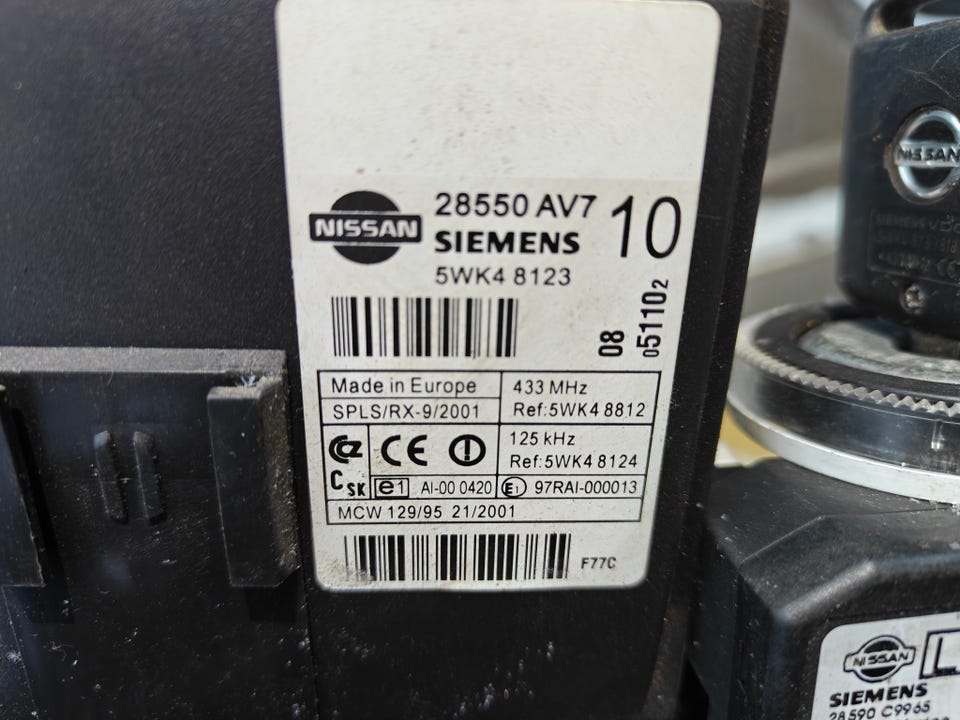 NISSAN
28550 AV7
10
SIEMENS
5WK4 8123
08
051102
Made in Europe
433 MHz
SPLS/RX-9/2001
Ref:5WK4 8812
CE
125 kHz
Ref:5WK4 8124
C SK
e1
AI-00 0420
E1
97RAI-000013
MCW 129/95 21/2001
F77C
NISSAN
NISSAN
L
SIEMENS
28590 C9965